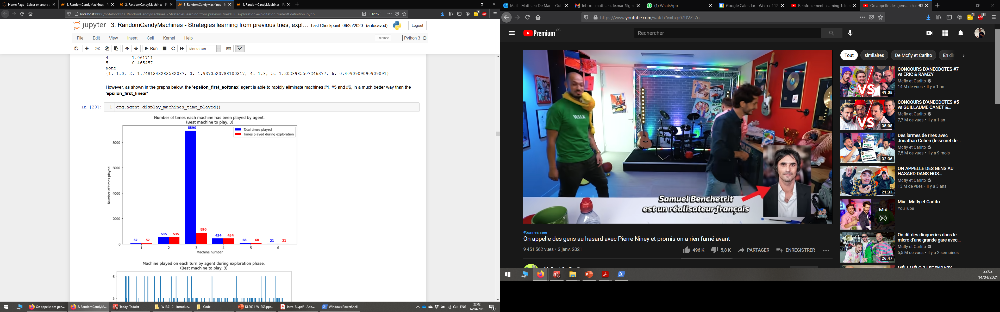 Home Page - Select or create a
1. RandomCandyMachines - P
2. RandomCandyMachines - Fi
3. RandomCandyMachines - St
4. RandomCandyMachines - Pa
localhost:8888/notebooks/3. RandomCandyMachines - Strategies learning from previous tries%2C exploration-exploitation tradeoff definition.ipynb
120%
jupyter 3. RandomCandyMachines - Strategies learning from previous tries, expl… Last Checkpoint: 09/25/2020 (autosaved)
Logout
File Edit View Insert Cell Kernel Help
Trusted
Python 3
Run
Markdown
4 1.061711
5 0.465457
None
{1: 1.0, 2: 1.7481343283582087, 3: 1.9373523788100317, 4: 1.8, 5: 1.2028985507246377, 6: 0.4090909090909091}
However, as shown in the graphs below, the 'epsilon_first_softmax' agent is able to rapidly eliminate machines #1, #5 and #6, in a much better way than the
'epsilon_first_linear'.
In [29]: 1 cmg.agent.display_machines_time_played()
Number of times each machine has been played by agent.
(Best machine to play: 3)
Total times played
Times played during exploration
8890
890
535 535
434 434
52 52
68 68
21 21
8000
6000
4000
2000
0
Number of times played
1 2 3 4 5 6
Machine number
Machine played on each turn by agent during exploration phase.
(Best machine to play: 3)
6
5
On appelle des gen...
3. RandomCandyM...
Today: Todoist
W13S1-2 - Introduc...
Code
DL2021_W12S3.ppt...
intro_RL.pdf - Ado...
Windows PowerShell
ENG
22:02
14/04/2021
3
Mail - Matthieu De Mari - Out
Inbox - matthieu.de.mari@gm
(1) WhatsApp
Google Calendar - Week of 12
Reinforcement Learning 1: Int
On appelle des gens au ha
https://www.youtube.com/watch?v=hxp07UVZs7o
1
ABP
7
Premium SG
Rechercher
WALK
Samuel Benchetrit
est un réalisateur français
#bonneannée
On appelle des gens au hasard avec Pierre Niney et promis on a rien fumé avant
9 451 562 vues • 3 janv. 2021
496 K
5,8 K
PARTAGER
ENREGISTRER
Tout
similaires
De Mcfly et Carlito
En di
CONCOURS D'ANECDOTES #7
vs ERIC & RAMZY
Mcfly et Carlito
14 M de vues • il y a 1 an
VS
49:05
CONCOURS D'ANECDOTES #5
vs GUILLAUME CANET &...
Mcfly et Carlito
7,7 M de vues • il y a 1 an
VS
35:08
Des larmes de rires avec
Jonathan Cohen (le secret de...
Mcfly et Carlito
7,5 M de vues • il y a 9 mois
32:36
ON APPELLE DES GENS AU
HASARD DANS NOS...
Mcfly et Carlito
13 M de vues • il y a 3 ans
21:33
Mix - Mcfly et Carlito
YouTube
Mix
On dit des dingueries dans le
micro d'une grande gare avec...
Mcfly et Carlito
5,5 M de vues • il y a 2 semaines
26:47
6
22:02
14/04/2021